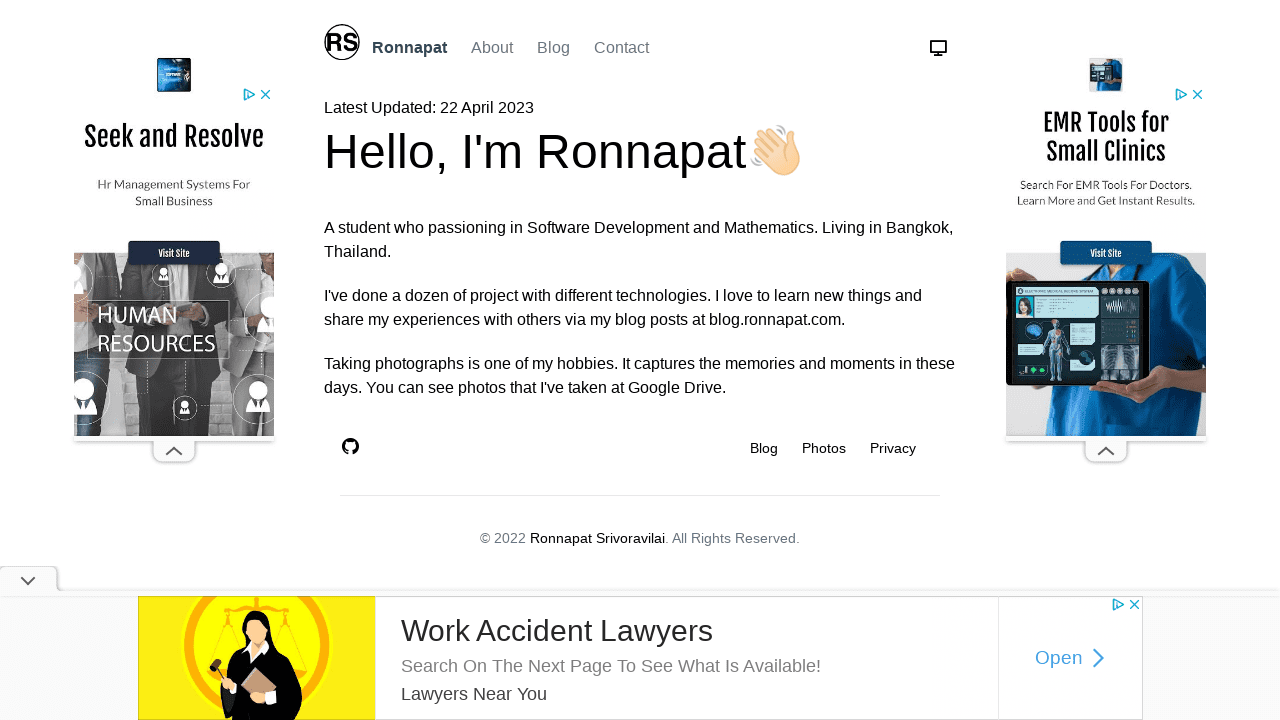 RS
Ronnapat About Blog Contact
Latest Updated: 22 April 2023
Hello, I'm Ronnapat👋🏻
A student who passioning in Software Development and Mathematics. Living in Bangkok,
Thailand.
I've done a dozen of project with different technologies. I love to learn new things and
share my experiences with others via my blog posts at blog.ronnapat.com.
Taking photographs is one of my hobbies. It captures the memories and moments in these
days. You can see photos that I've taken at Google Drive.
Blog Photos Privacy
© 2022 Ronnapat Srivoravilai. All Rights Reserved.
Seek and Resolve
Hr Management Systems For
Small Business
Visit Site
HUMAN
RESOURCES
EMR Tools for
Small Clinics
Search For EMR Tools For Doctors.
Learn More and Get Instant Results.
Visit Site
Work Accident Lawyers
Search On The Next Page To See What Is Available!
Lawyers Near You
Open